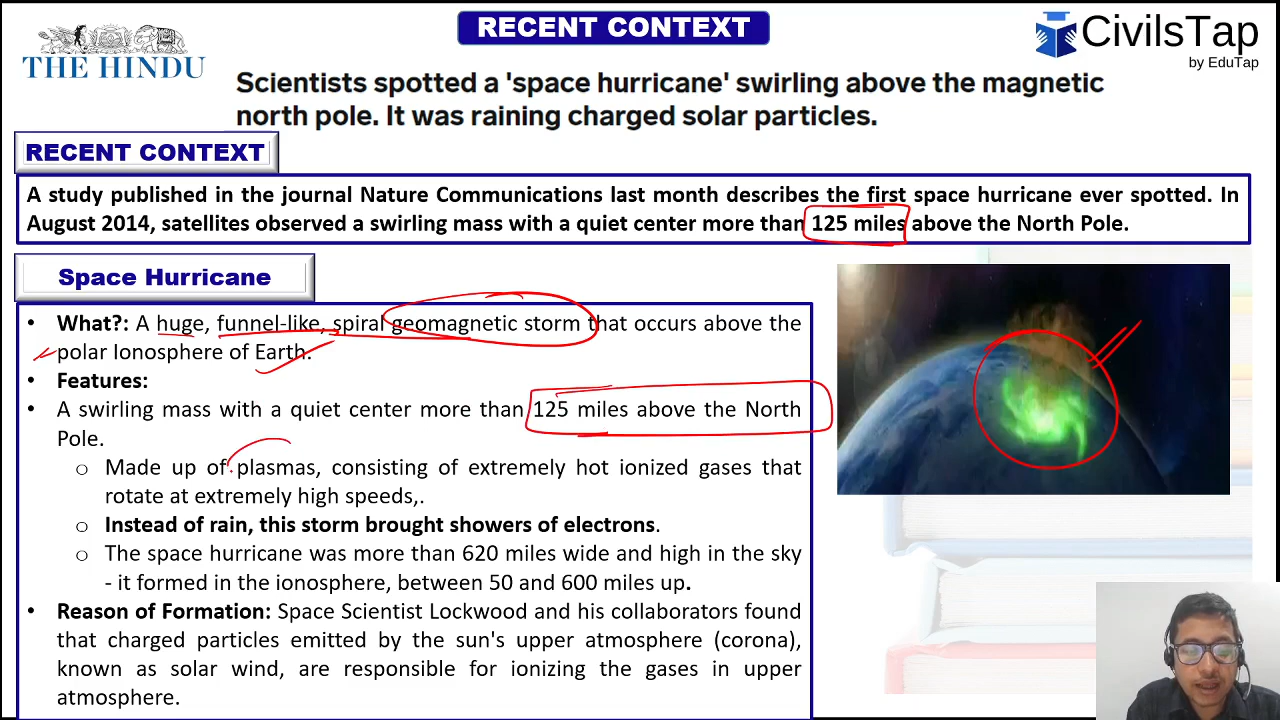 RECENT CONTEXT
THE HINDU
CivilsTap
by EduTap
Scientists spotted a 'space hurricane' swirling above the magnetic
north pole. It was raining charged solar particles.
RECENT CONTEXT
A study published in the journal Nature Communications last month describes the first space hurricane ever spotted. In
August 2014, satellites observed a swirling mass with a quiet center more than 125 miles above the North Pole.
Space Hurricane
• What?: A huge, funnel-like, spiral geomagnetic storm that occurs above the
polar Ionosphere of Earth.
• Features:
• A swirling mass with a quiet center more than 125 miles above the North
Pole.
o Made up of plasmas, consisting of extremely hot ionized gases that
rotate at extremely high speeds,.
o Instead of rain, this storm brought showers of electrons.
o The space hurricane was more than 620 miles wide and high in the sky
- it formed in the ionosphere, between 50 and 600 miles up.
• Reason of Formation: Space Scientist Lockwood and his collaborators found
that charged particles emitted by the sun's upper atmosphere (corona),
known as solar wind, are responsible for ionizing the gases in upper
atmosphere.